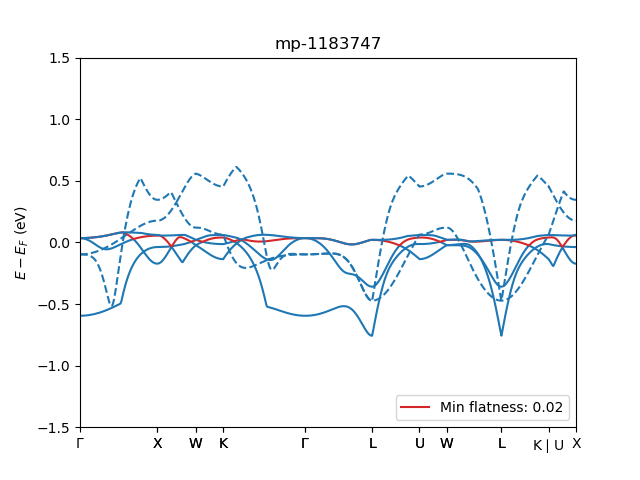 mp-1183747
E − E_F (eV)
1.5
1.0
0.5
0.0
−0.5
−1.0
−1.5
Min flatness: 0.02
Γ X W K Γ L U W L K | U X